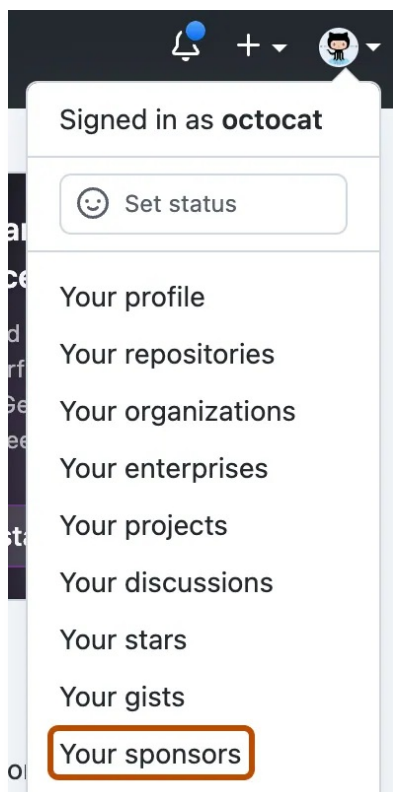 Signed in as octocat
Set status
Your profile
Your repositories
Your organizations
Your enterprises
Your projects
Your discussions
Your stars
Your gists
Your sponsors